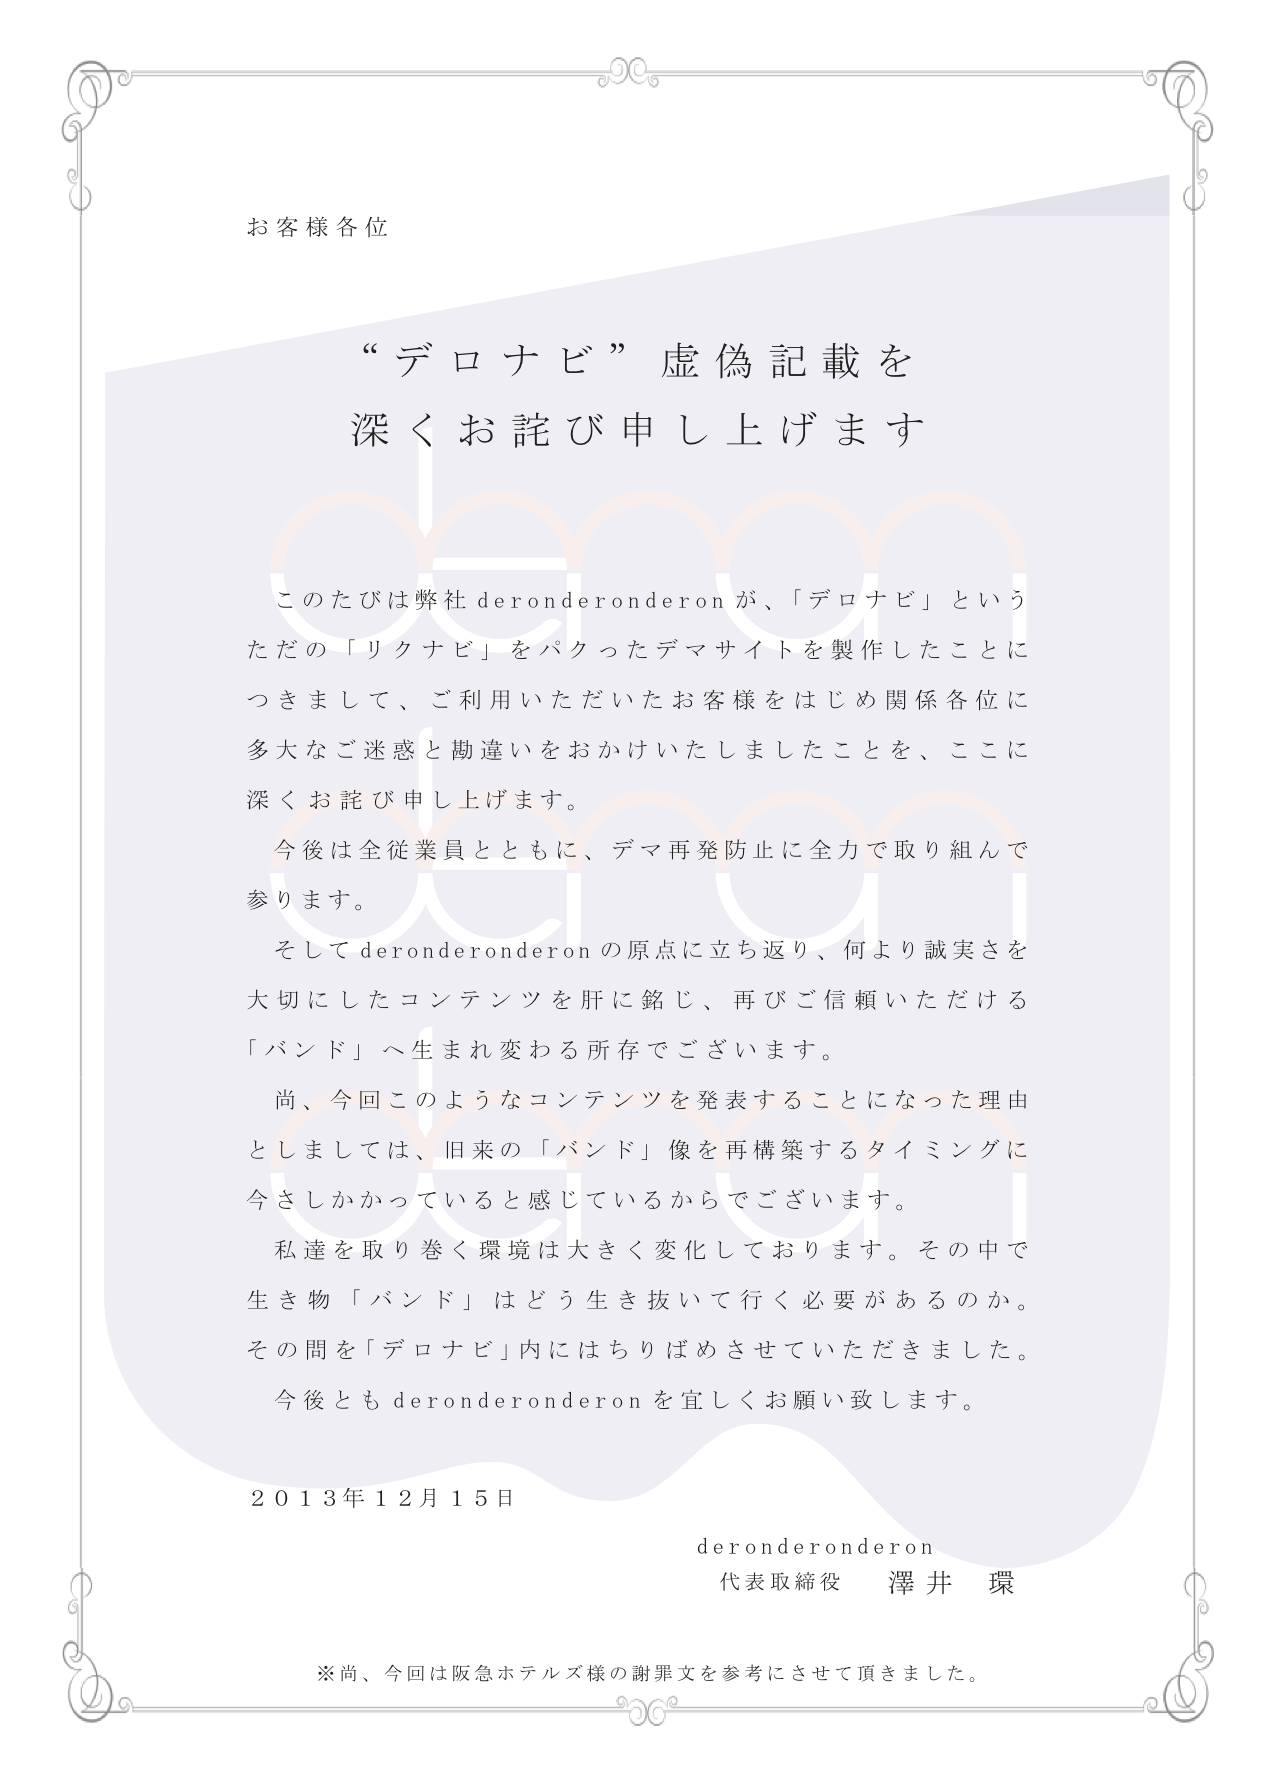 お客様各位
“デロナビ”虚偽記載を
深くお詫び申し上げます
deron
このたびは弊社deronderonderonが、「デロナビ」という
ただの「リクナビ」をパクったデマサイトを製作したことに
つきまして、ご利用いただいたお客様をはじめ関係各位に
多大なご迷惑と勘違いをおかけいたしましたことを、ここに
深くお詫び申し上げます。
deron
今後は全従業員とともに、デマ再発防止に全力で取り組んで
参ります。
そしてderonderonderonの原点に立ち返り、何より誠実さを
大切にしたコンテンツを肝に銘じ、再びご信頼いただける
「バンド」へ生まれ変わる所存でございます。
deron
尚、今回このようなコンテンツを発表することになった理由
としましては、旧来の「バンド」像を再構築するタイミングに
今さしかかっていると感じているからでございます。
私達を取り巻く環境は大きく変化しております。その中で
生き物「バンド」はどう生き抜いて行く必要があるのか。
その問を「デロナビ」内にはちりばめさせていただきました。
今後ともderonderonderonを宜しくお願い致します。
２０１３年１２月１５日
deronderonderon
代表取締役　澤井　環
※尚、今回は阪急ホテルズ様の謝罪文を参考にさせて頂きました。